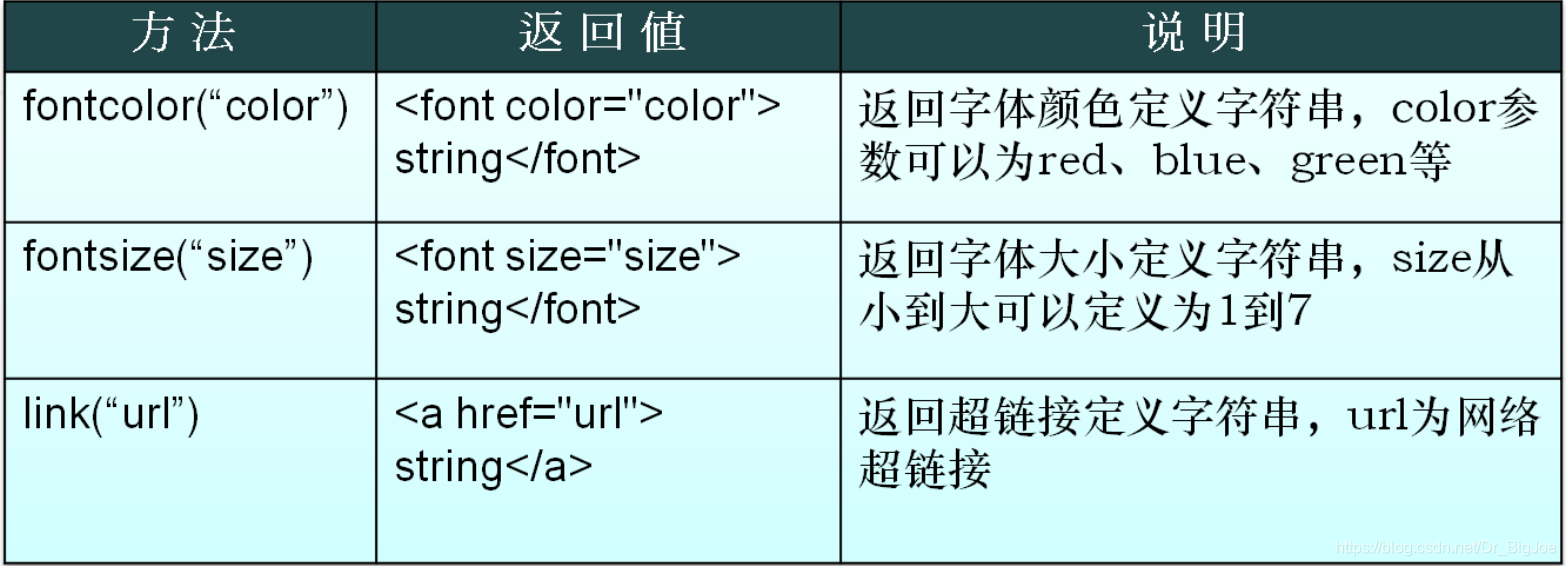 方 法
返 回 值
说 明
fontcolor(“color”)
<font color="color">
string</font>
返回字体颜色定义字符串，color参
数可以为red、blue、green等
fontsize(“size”)
<font size="size">
string</font>
返回字体大小定义字符串，size从
小到大可以定义为1到7
link(“url”)
<a href="url">
string</a>
返回超链接定义字符串，url为网络
超链接
https://blog.csdn.net/Dr_BigJoe